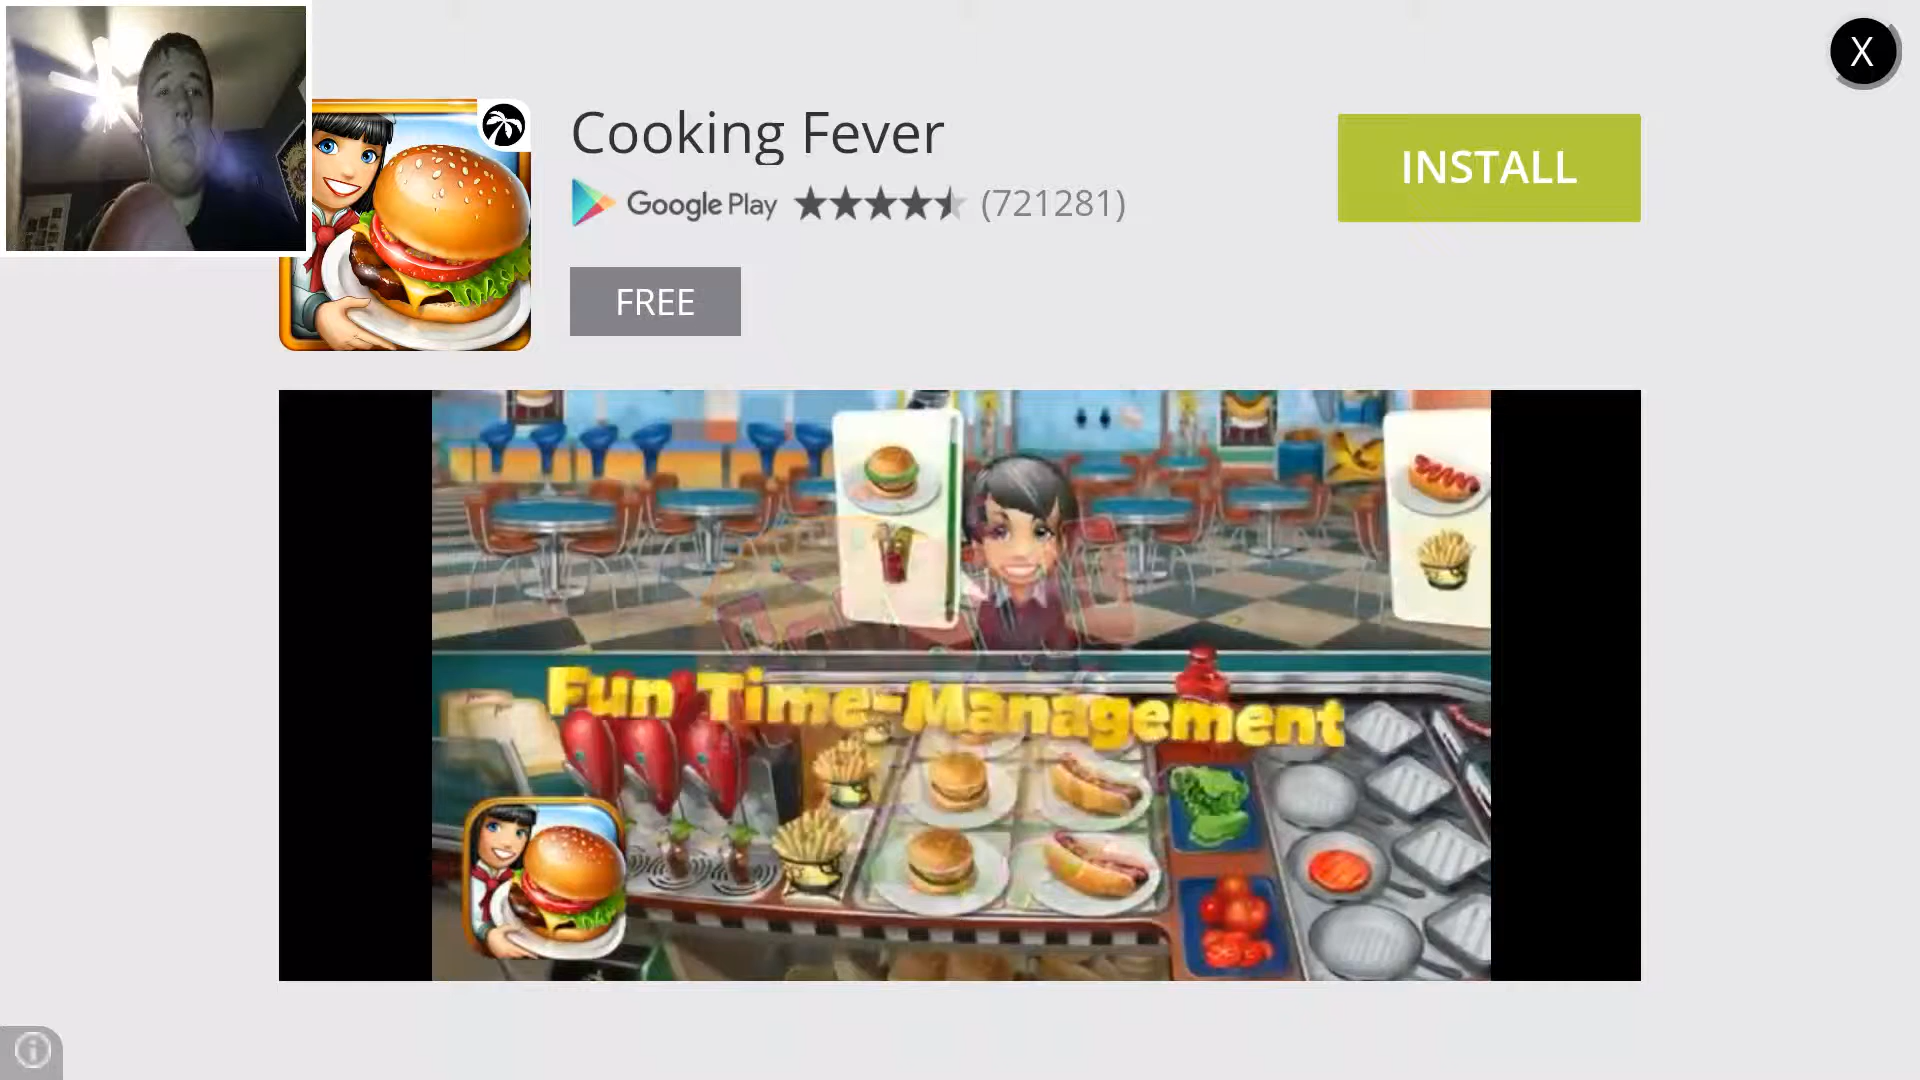 X
Cooking Fever
INSTALL
Google Play (721281)
FREE
Fun Time-Management